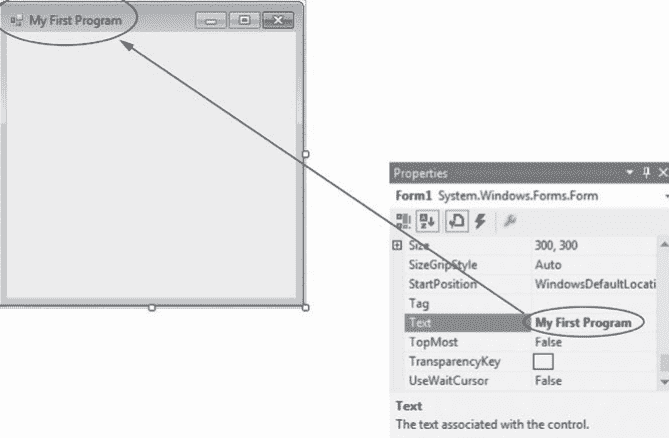 My First Program
Properties
Form1 System.Windows.Forms.Form
Size 300, 300
SizeGripStyle Auto
StartPosition WindowsDefaultLocati
Tag
Text My First Program
TopMost False
TransparencyKey
UseWaitCursor False
Text
The text associated with the control.